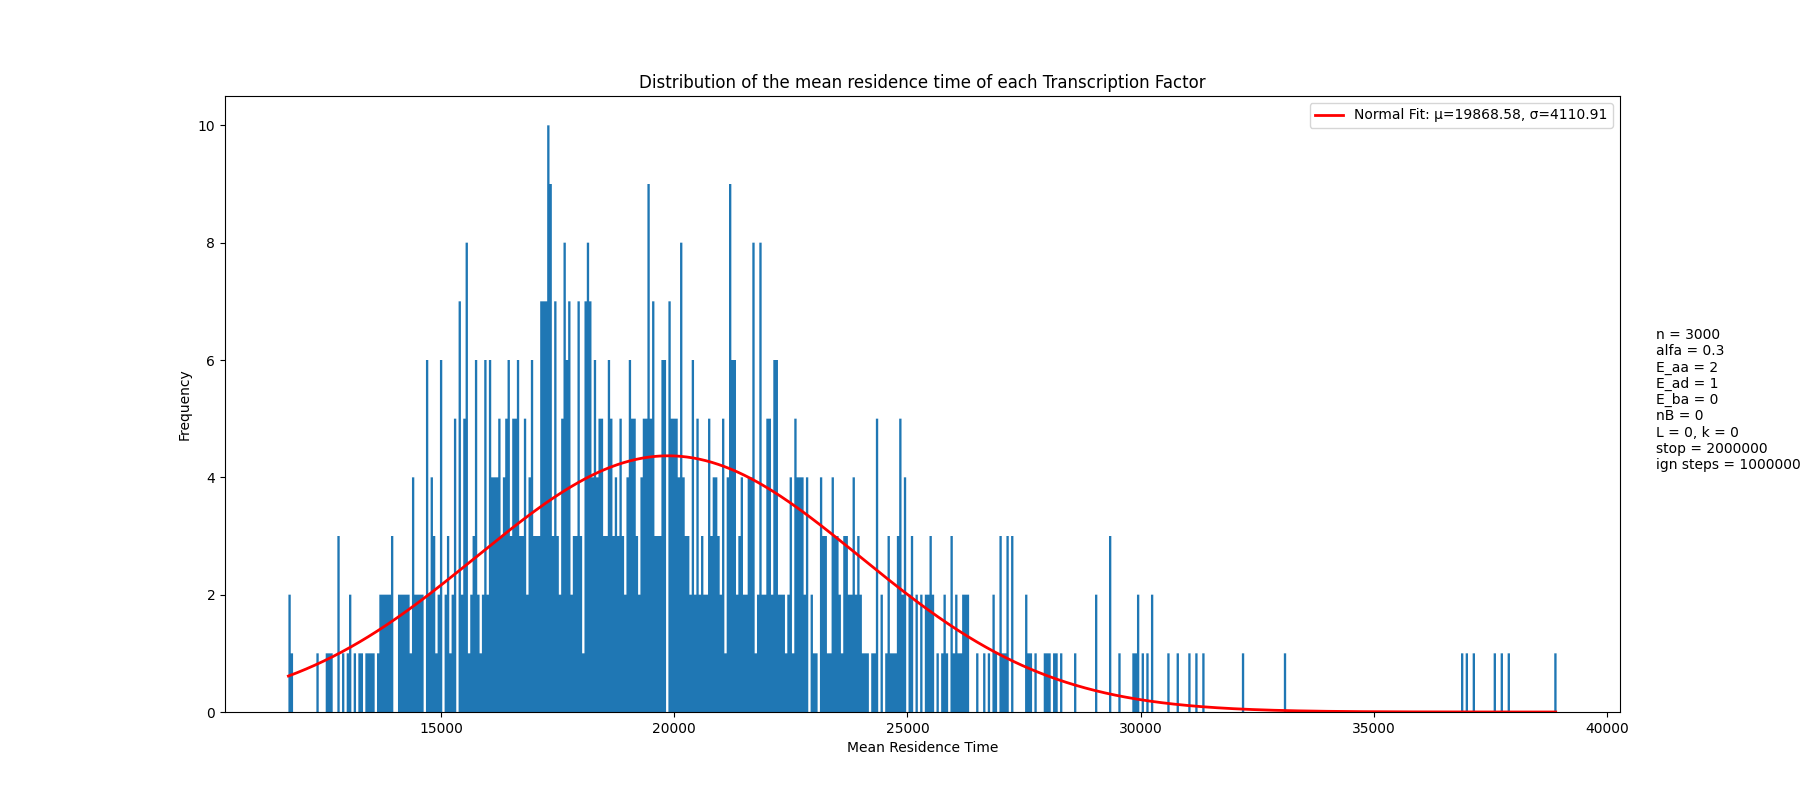 Distribution of the mean residence time of each Transcription Factor
Normal Fit: μ=19868.58, σ=4110.91
10
8
6
4
2
0
Frequency
15000
20000
25000
30000
35000
40000
Mean Residence Time
n = 3000
alfa = 0.3
E_aa = 2
E_ad = 1
E_ba = 0
nB = 0
L = 0, k = 0
stop = 2000000
ign steps = 1000000